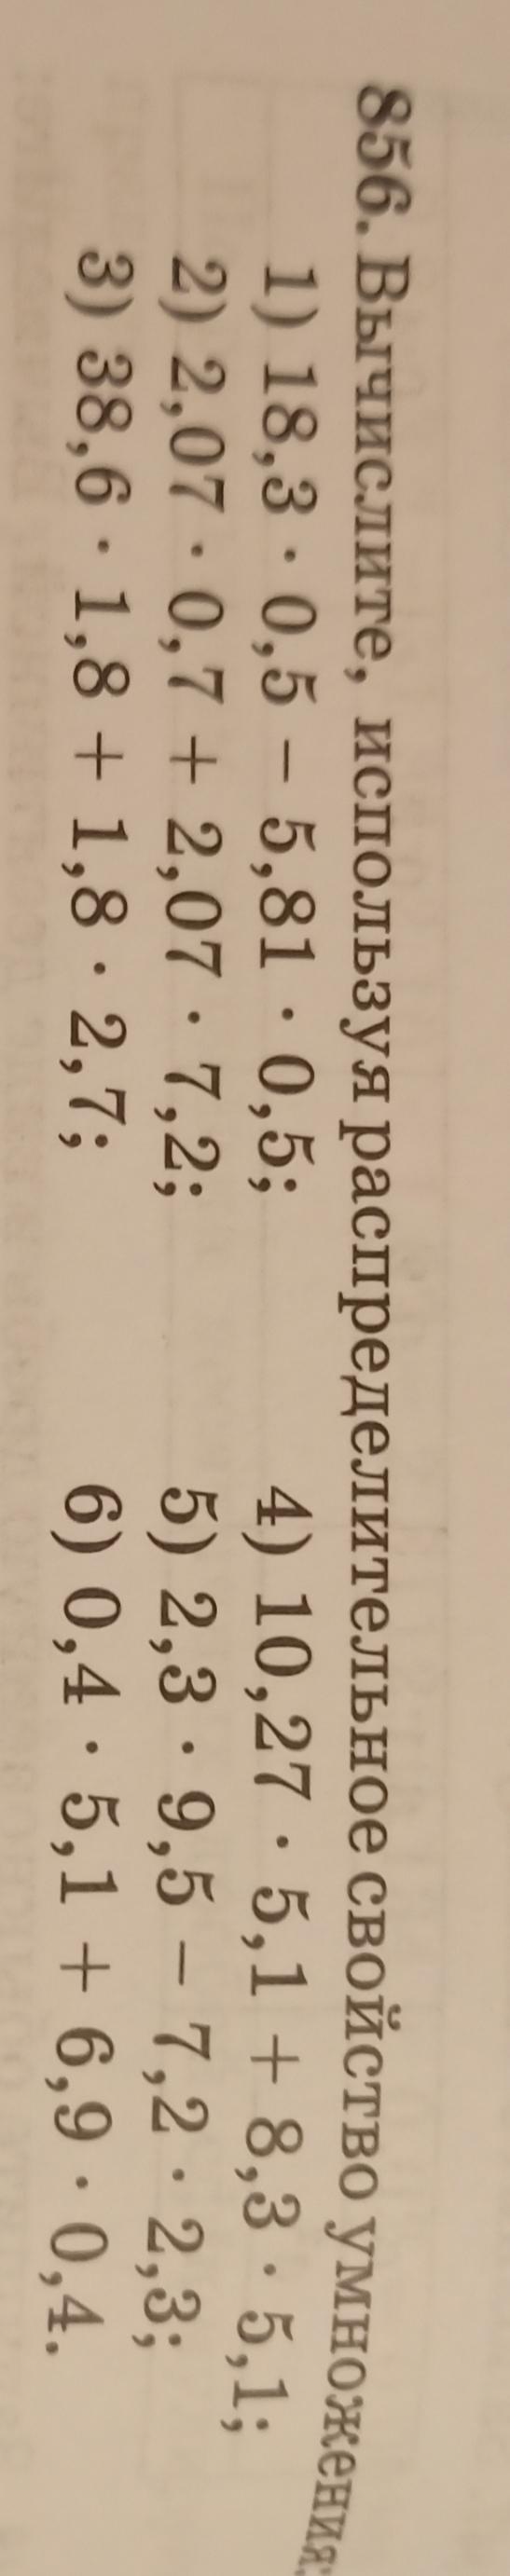 856. Вычислите, используя распределительное свойство умножения:
1) 18,3 · 0,5 − 5,81 · 0,5;
2) 2,07 · 0,7 + 2,07 · 7,2;
3) 38,6 · 1,8 + 1,8 · 2,7;
4) 10,27 · 5,1 + 8,3 · 5,1;
5) 2,3 · 9,5 − 7,2 · 2,3;
6) 0,4 · 5,1 + 6,9 · 0,4.